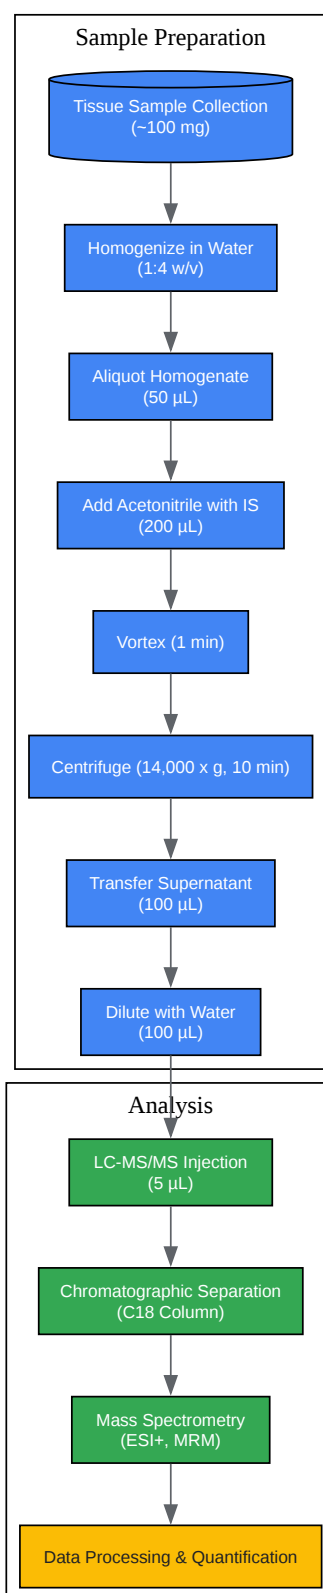 Sample Preparation
Tissue Sample Collection
(~100 mg)
Homogenize in Water
(1:4 w/v)
Aliquot Homogenate
(50 µL)
Add Acetonitrile with IS
(200 µL)
Vortex (1 min)
Centrifuge (14,000 x g, 10 min)
Transfer Supernatant
(100 µL)
Dilute with Water
(100 µL)
Analysis
LC-MS/MS Injection
(5 µL)
Chromatographic Separation
(C18 Column)
Mass Spectrometry
(ESI+, MRM)
Data Processing & Quantification